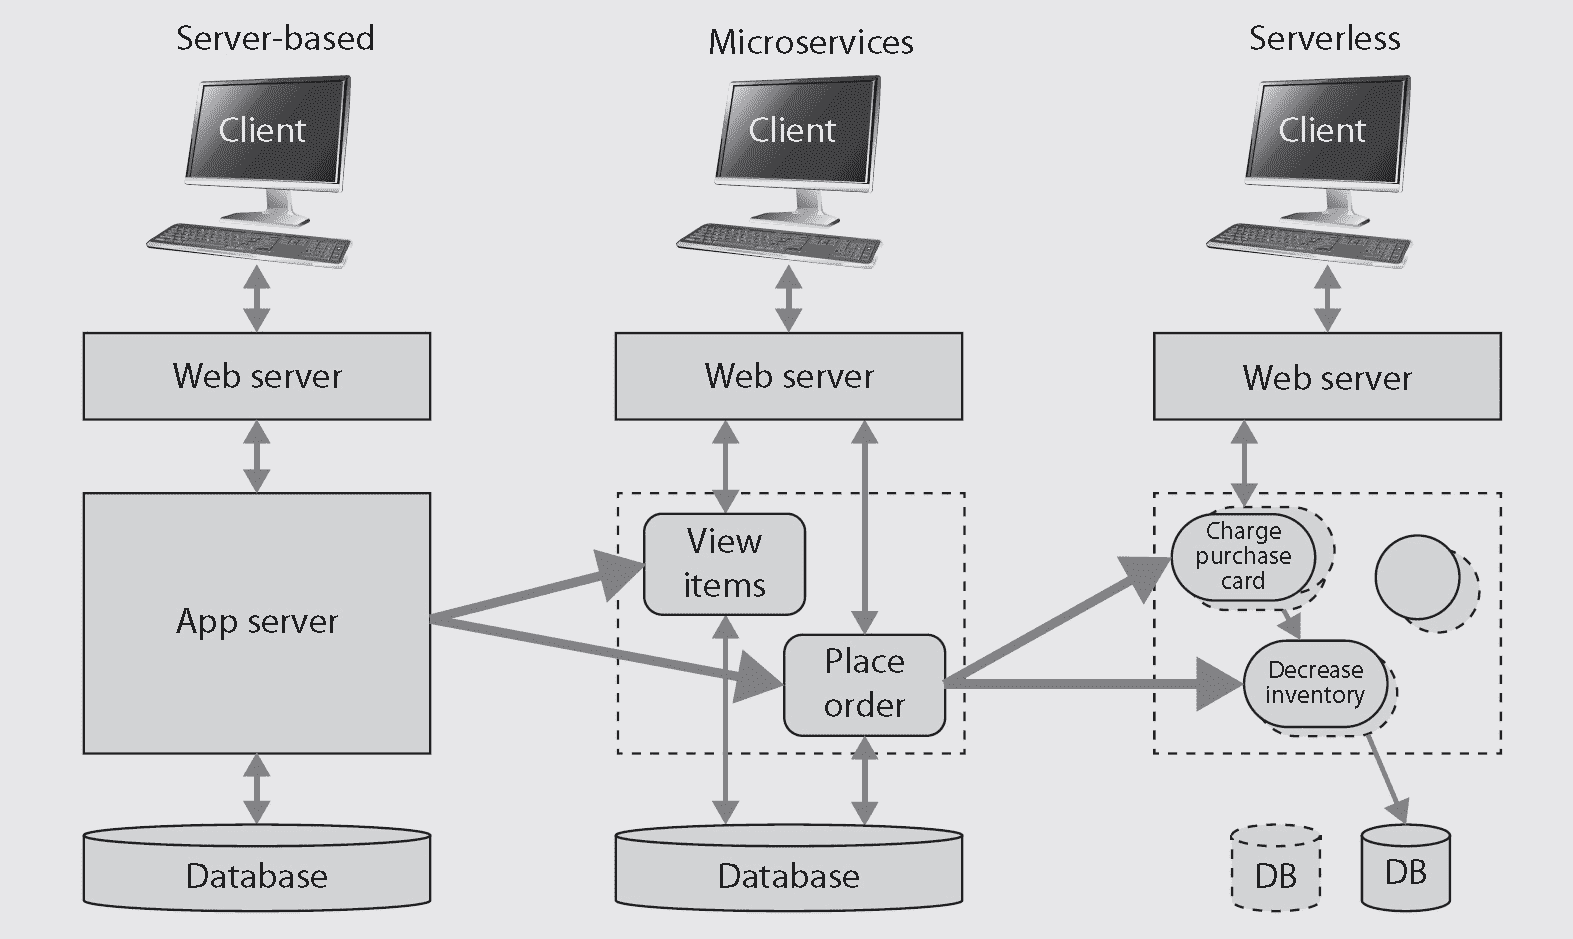 Server-based
Microservices
Serverless
Client
Client
Client
Web server
Web server
Web server
App server
View
items
Place
order
Charge
purchase
card
Decrease
inventory
Database
Database
DB
DB